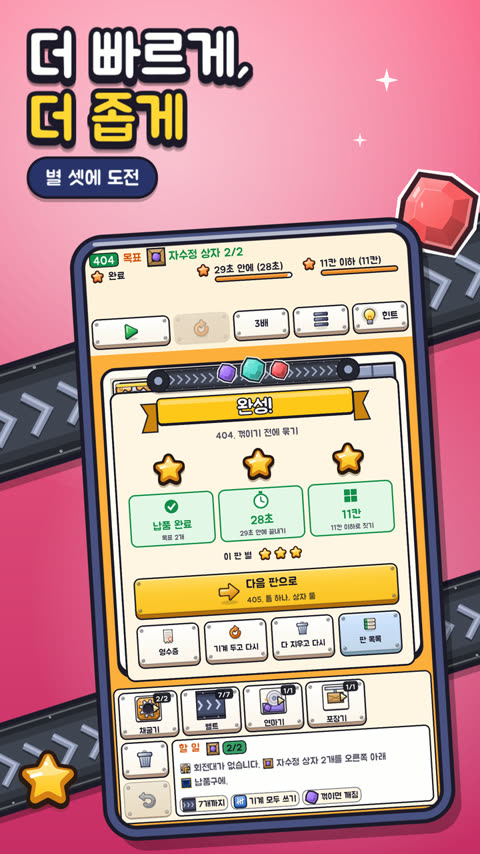 더 빠르게,
더 좁게
별 셋에 도전
404 목표 자수정 상자 2/2
완료
29초 안에 (28초)
11칸 이하 (11칸)
3배
힌트
완성!
404. 꺾이기 전에 묶기
납품 완료
목표 2개
28초
29초 안에 끝내기
11칸
11칸 이하로 짓기
이 판 별
다음 판으로
405. 틈 하나, 상자 둘
영수증
기계 두고 다시
다 지우고 다시
판 목록
2/2
채굴기
7/7
벨트
1/1
연마기
1/1
포장기
할 일 2/2
회전대가 없습니다. 자수정 상자 2개를 오른쪽 아래
납품구에.
7개까지
기계 모두 쓰기
꺾이면 깨짐